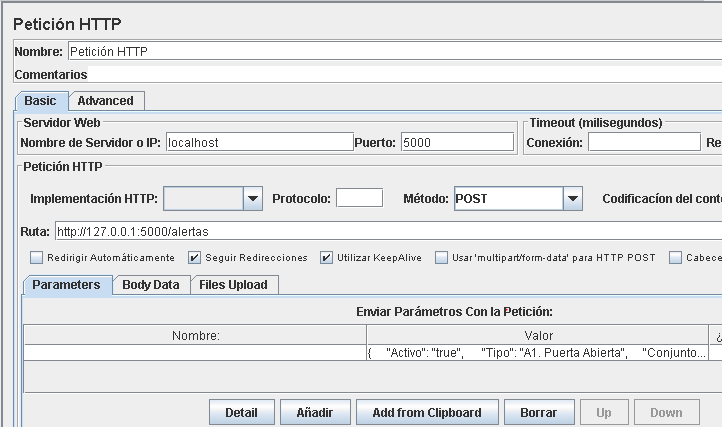 Petición HTTP
Nombre: Petición HTTP
Comentarios
Basic Advanced
Servidor Web Timeout (milisegundos)
Nombre de Servidor o IP: localhost Puerto: 5000 Conexión: Re
Petición HTTP
Implementación HTTP: Protocolo: Método: POST Codificacíon del cont
Ruta: http://127.0.0.1:5000/alertas
Redirigir Automáticamente Seguir Redirecciones Utilizar KeepAlive Usar 'multipart/form-data' para HTTP POST Cabece
Parameters Body Data Files Upload
Enviar Parámetros Con la Petición:
Nombre: Valor ¿
{ "Activo": "true", "Tipo": "A1. Puerta Abierta", "Conjunto...
Detail Añadir Add from Clipboard Borrar Up Down